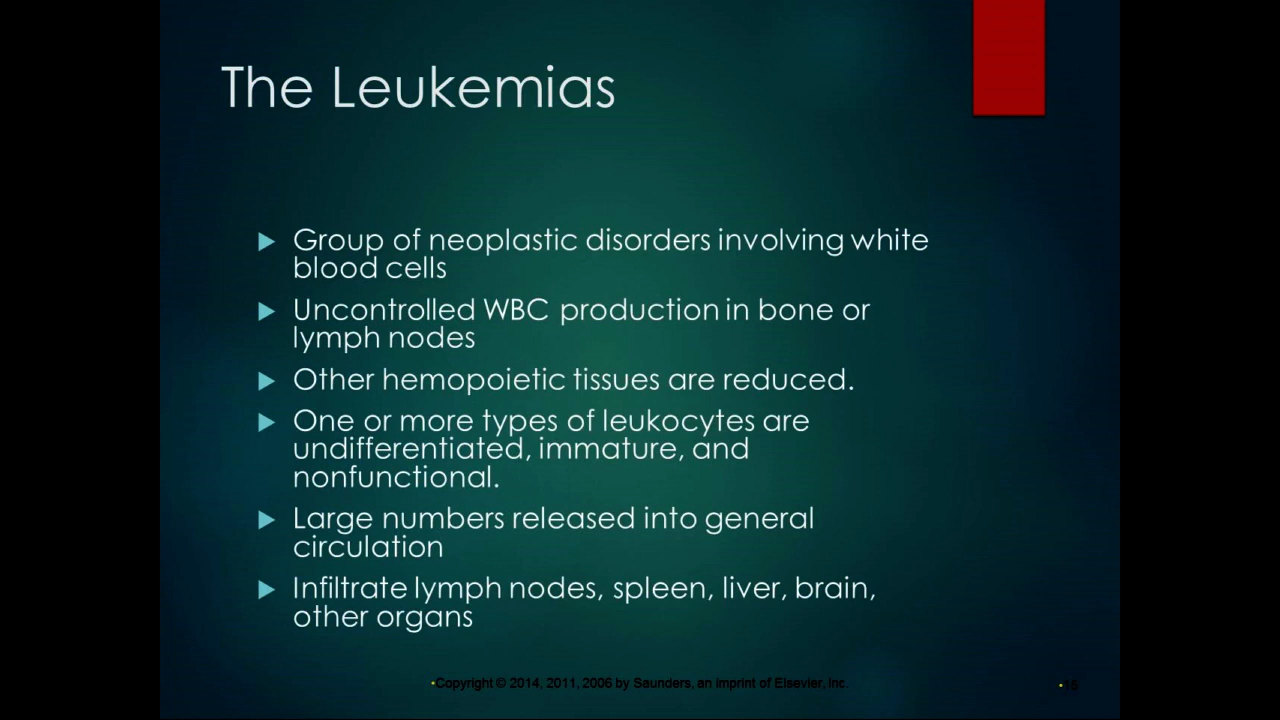 The Leukemias
Group of neoplastic disorders involving white
blood cells
Uncontrolled WBC production in bone or
lymph nodes
Other hemopoietic tissues are reduced.
One or more types of leukocytes are
undifferentiated, immature, and
nonfunctional.
Large numbers released into general
circulation
Infiltrate lymph nodes, spleen, liver, brain,
other organs
•Copyright © 2014, 2011, 2006 by Saunders, an imprint of Elsevier, Inc.